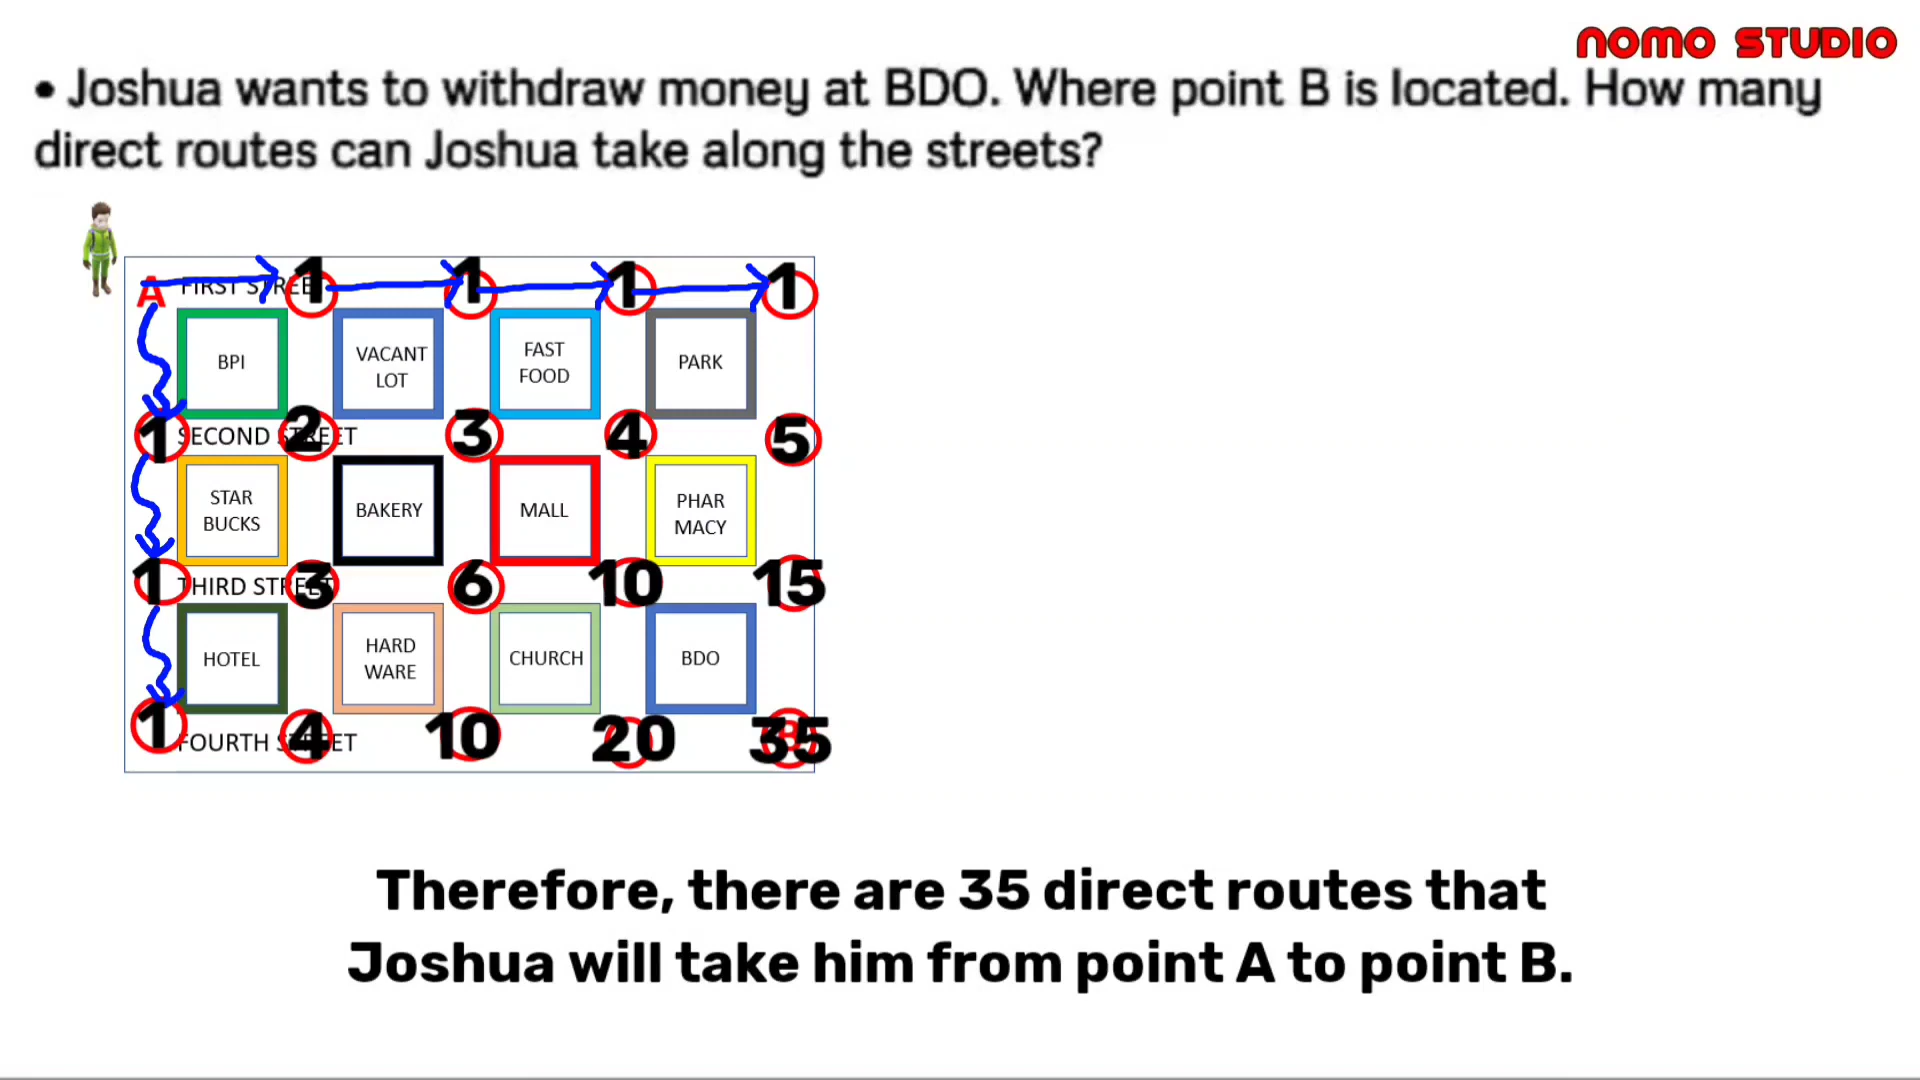 NOMO STUDIO
• Joshua wants to withdraw money at BDO. Where point B is located. How many
direct routes can Joshua take along the streets?
A FIRST STREET 1 1 1 1
BPI
VACANT
LOT
FAST
FOOD
PARK
1 SECOND STREET 2 3 4 5
STAR
BUCKS
BAKERY
MALL
PHAR
MACY
1 THIRD STREET 3 6 10 15
HOTEL
HARD
WARE
CHURCH
BDO
1 FOURTH STREET 4 10 20 35
Therefore, there are 35 direct routes that
Joshua will take him from point A to point B.